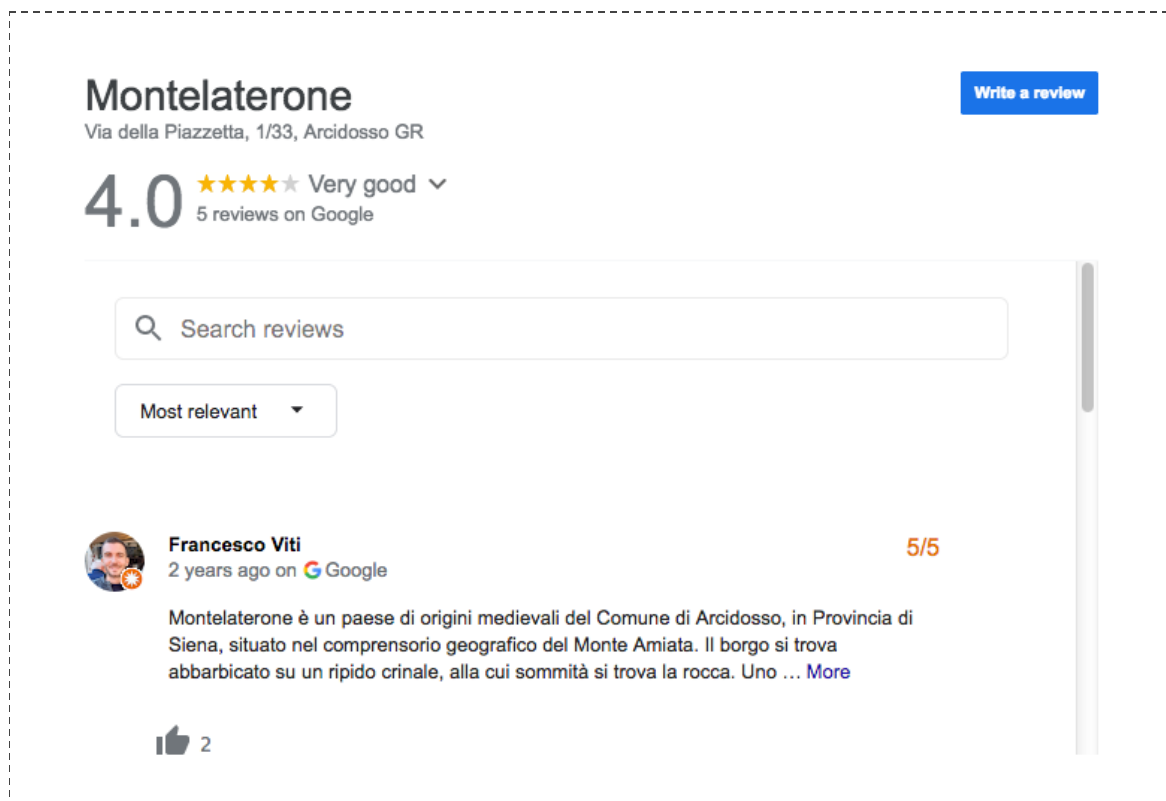 Montelaterone
Write a review
Via della Piazzetta, 1/33, Arcidosso GR
4.0
Very good
5 reviews on Google
Search reviews
Most relevant
Francesco Viti
5/5
2 years ago on Google
Montelaterone è un paese di origini medievali del Comune di Arcidosso, in Provincia di
Siena, situato nel comprensorio geografico del Monte Amiata. Il borgo si trova
abbarbicato su un ripido crinale, alla cui sommità si trova la rocca. Uno … More
2